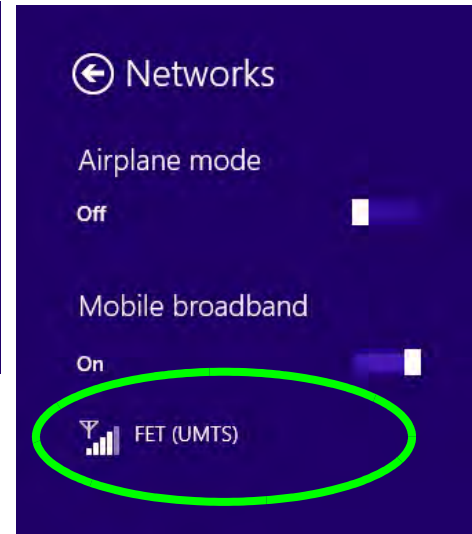 Networks
Airplane mode
Off
Mobile broadband
On
FET (UMTS)